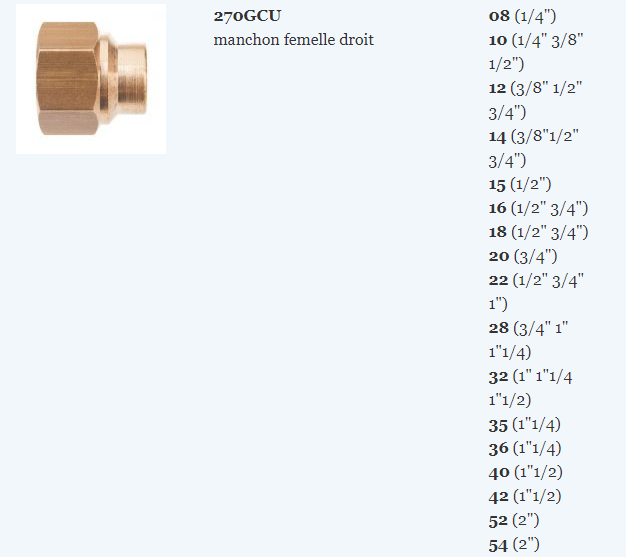 270GCU
manchon femelle droit
08 (1/4")
10 (1/4" 3/8"
1/2")
12 (3/8" 1/2"
3/4")
14 (3/8"1/2"
3/4")
15 (1/2")
16 (1/2" 3/4")
18 (1/2" 3/4")
20 (3/4")
22 (1/2" 3/4"
1")
28 (3/4" 1"
1"1/4)
32 (1" 1"1/4
1"1/2)
35 (1"1/4)
36 (1"1/4)
40 (1"1/2)
42 (1"1/2)
52 (2")
54 (2")